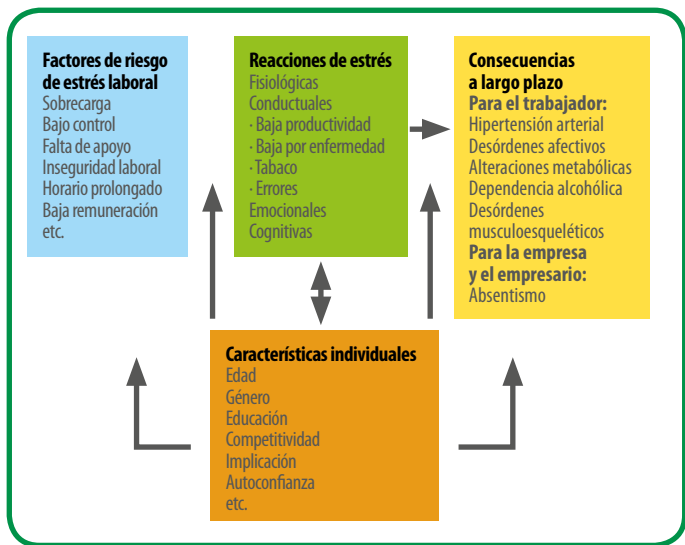 Factores de riesgo
de estrés laboral
Sobrecarga
Bajo control
Falta de apoyo
Inseguridad laboral
Horario prolongado
Baja remuneración
etc.
Reacciones de estrés
Fisiológicas
Conductuales
· Baja productividad
· Baja por enfermedad
· Tabaco
· Errores
Emocionales
Cognitivas
Consecuencias
a largo plazo
Para el trabajador:
Hipertensión arterial
Desórdenes afectivos
Alteraciones metabólicas
Dependencia alcohólica
Desórdenes
musculoesqueléticos
Para la empresa
y el empresario:
Absentismo
Características individuales
Edad
Género
Educación
Competitividad
Implicación
Autoconfianza
etc.